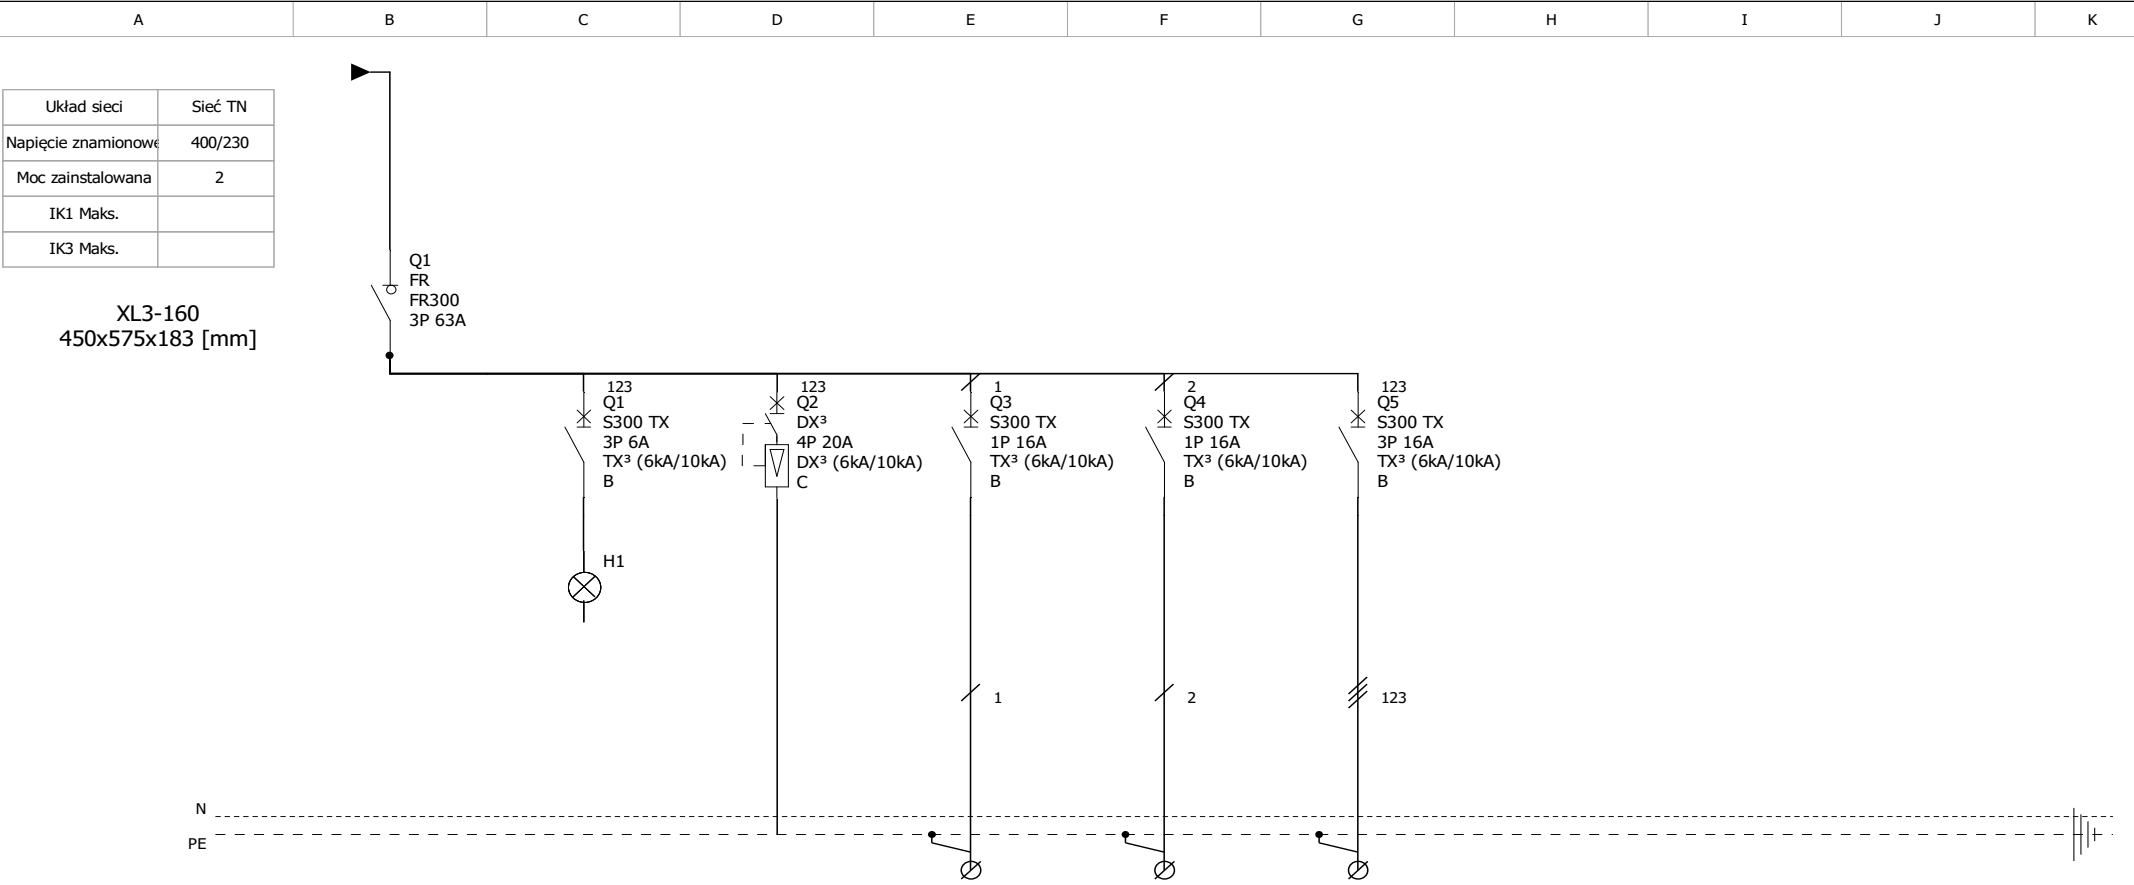 A B C D E F G H I J K
Układ sieci Sieć TN
Napięcie znamionowe 400/230
Moc zainstalowana 2
IK1 Maks.
IK3 Maks.
XL3-160
450x575x183 [mm]
Q1
FR
FR300
3P 63A
123
Q1
S300 TX
3P 6A
TX³ (6kA/10kA)
B
H1
123
Q2
DX³
4P 20A
DX³ (6kA/10kA)
C
1
Q3
S300 TX
1P 16A
TX³ (6kA/10kA)
B
1
2
Q4
S300 TX
1P 16A
TX³ (6kA/10kA)
B
2
123
Q5
S300 TX
3P 16A
TX³ (6kA/10kA)
B
123
N
PE